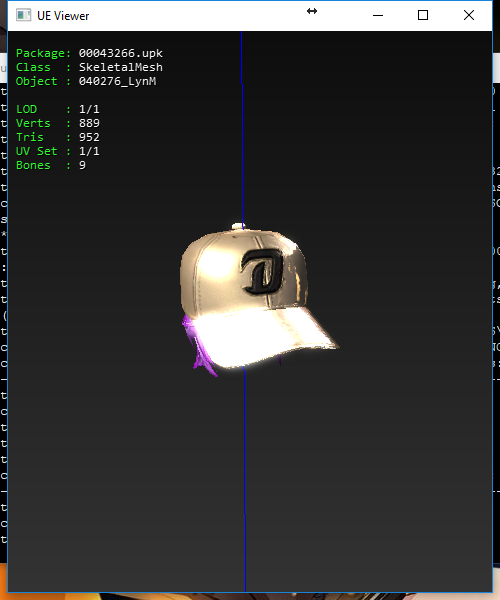 UE Viewer
Package: 00043266.upk
Class : SkeletalMesh
Object : 040276_LynM
LOD : 1/1
Verts : 889
Tris : 952
UV Set : 1/1
Bones : 9
D